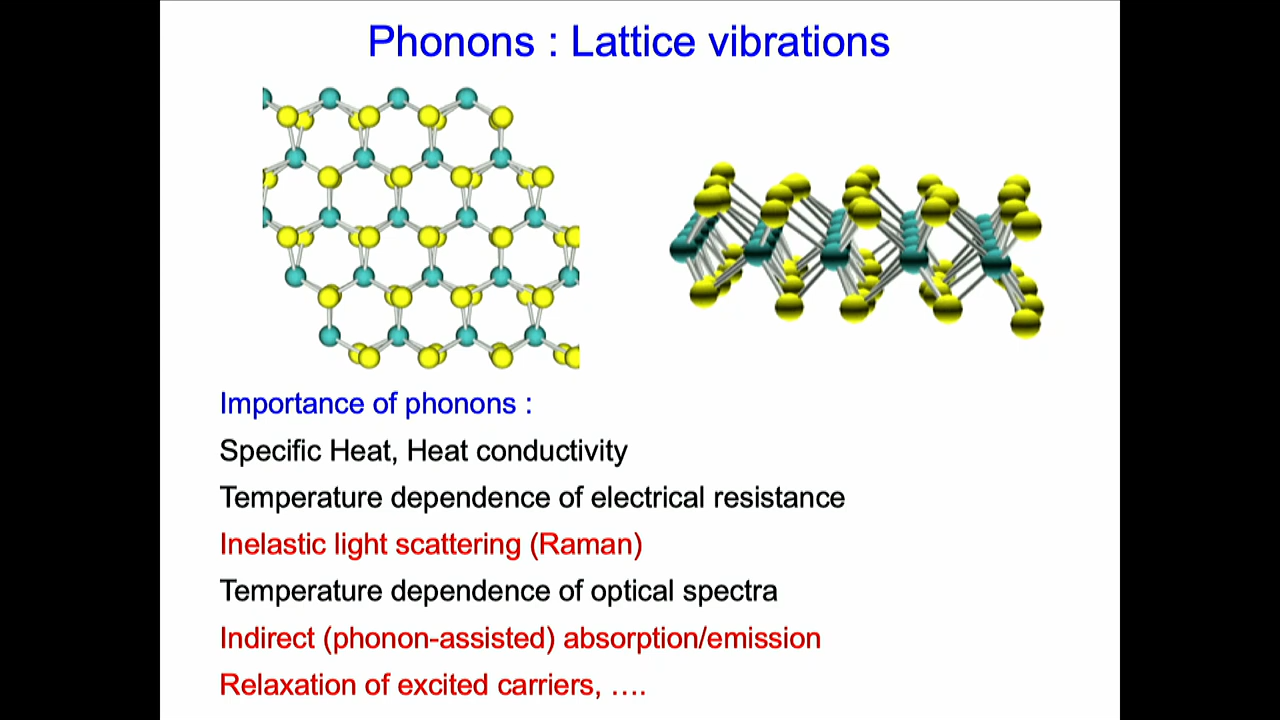 Phonons : Lattice vibrations
Importance of phonons :
Specific Heat, Heat conductivity
Temperature dependence of electrical resistance
Inelastic light scattering (Raman)
Temperature dependence of optical spectra
Indirect (phonon-assisted) absorption/emission
Relaxation of excited carriers, ….